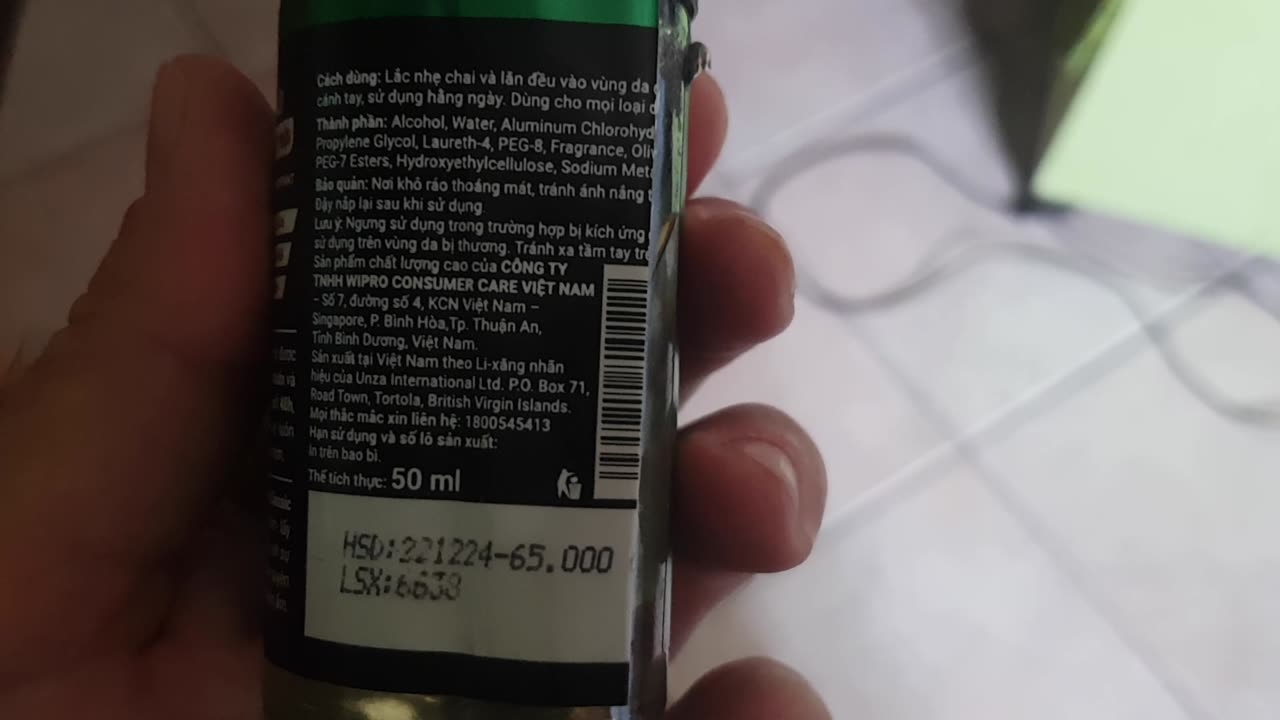 Cách dùng: Lắc nhẹ chai và lăn đều vào vùng da
cánh tay, sử dụng hằng ngày. Dùng cho mọi loại
Thành phần: Alcohol, Water, Aluminum Chlorohyd
Propylene Glycol, Laureth-4, PEG-8, Fragrance, Oliv
PEG-7 Esters, Hydroxyethylcellulose, Sodium Met
Bảo quản: Nơi khô ráo thoáng mát, tránh ánh nắng
Đậy nắp lại sau khi sử dụng.
Lưu ý: Ngưng sử dụng trong trường hợp bị kích ứng
sử dụng trên vùng da bị thương. Tránh xa tầm tay
Sản phẩm chất lượng cao của CÔNG TY
TNHH WIPRO CONSUMER CARE VIỆT NAM
- Số 7, đường số 4, KCN Việt Nam –
Singapore, P. Bình Hòa,Tp. Thuận An,
Tỉnh Bình Dương, Việt Nam.
Sản xuất tại Việt Nam theo Li-xăng nhãn
hiệu của Unza International Ltd. P.O. Box 71,
Road Town, Tortola, British Virgin Islands.
Mọi thắc mắc xin liên hệ: 1800545413
Hạn sử dụng và số lô sản xuất:
In trên bao bì.
Thể tích thực: 50 ml
HSD:221224-65.000
LSX:6638